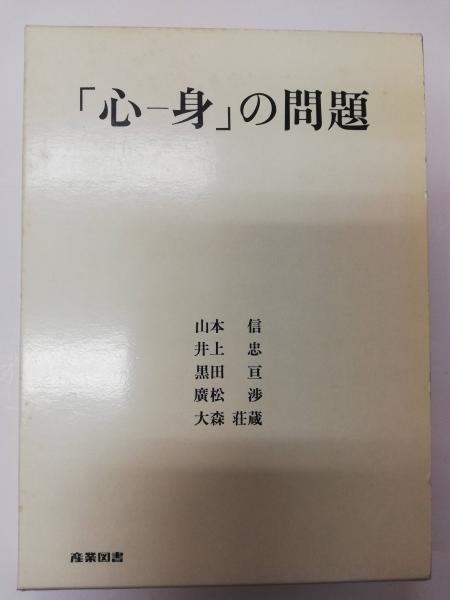 「心−身」の問題
山本 信
井上 忠
黒田 亘
廣松 渉
大森 荘蔵
産業図書